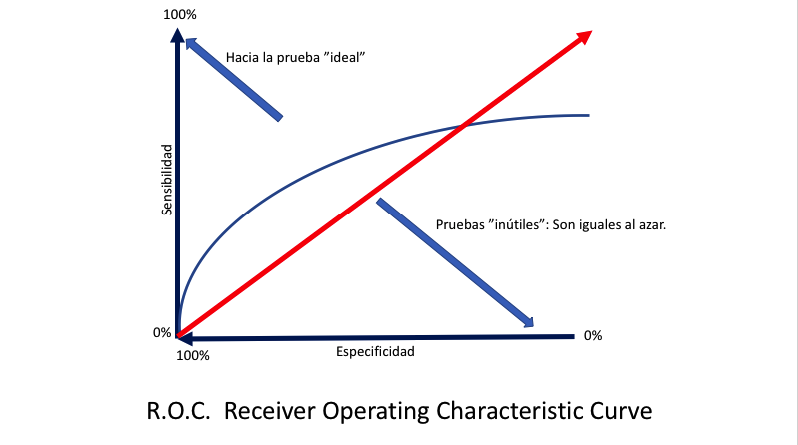 100%
Hacia la prueba ”ideal”
Sensibilidad
Pruebas ”inútiles”: Son iguales al azar.
0%
0%
100%
Especificidad
R.O.C. Receiver Operating Characteristic Curve